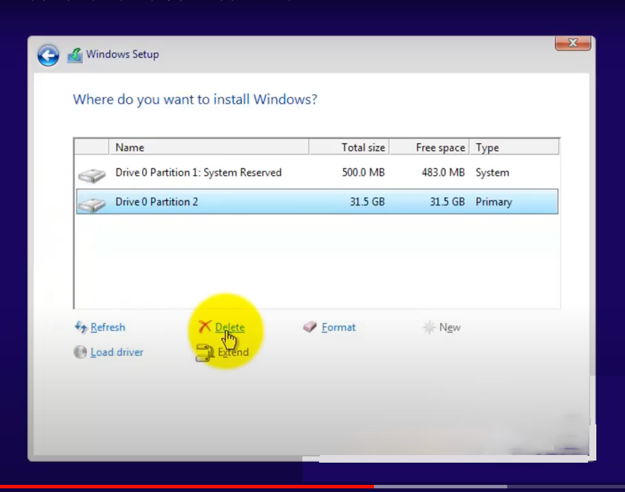 Windows Setup
Where do you want to install Windows?
Name Total size Free space Type
Drive 0 Partition 1: System Reserved 500.0 MB 483.0 MB System
Drive 0 Partition 2 31.5 GB 31.5 GB Primary
Refresh Delete Format New
Load driver Extend